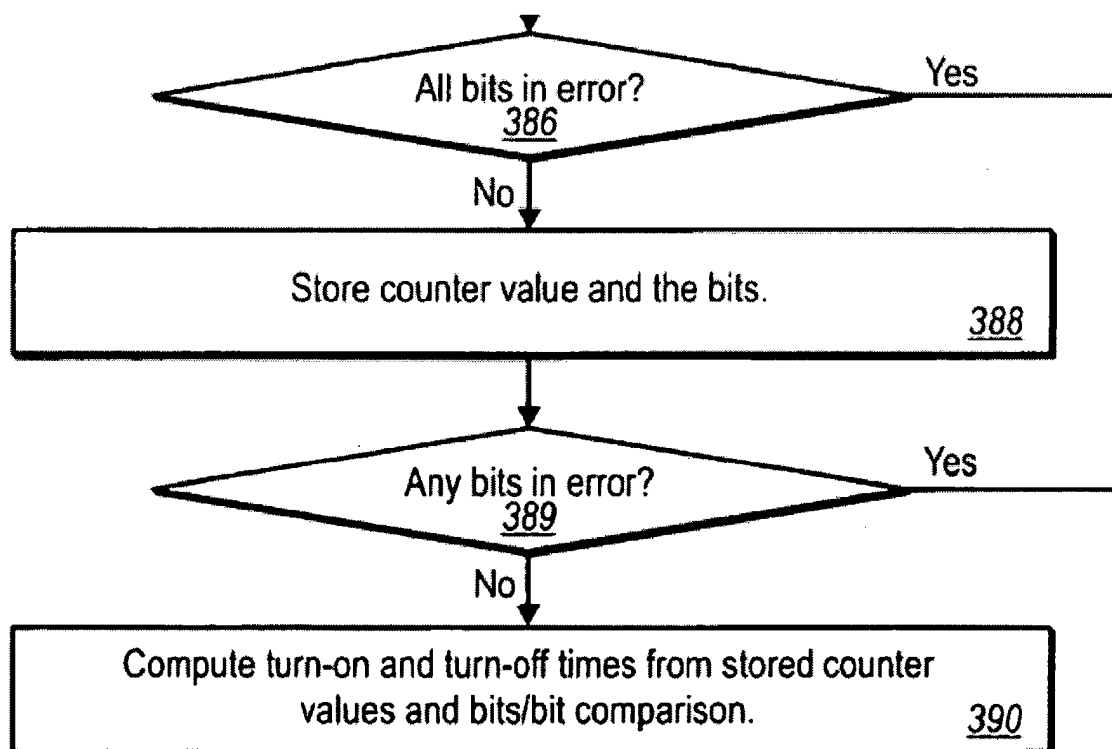 All bits in error?
Yes
386
No
Store counter value and the bits.
388
Any bits in error?
Yes
389
No
Compute turn-on and turn-off times from stored counter
values and bits/bit comparison.
390